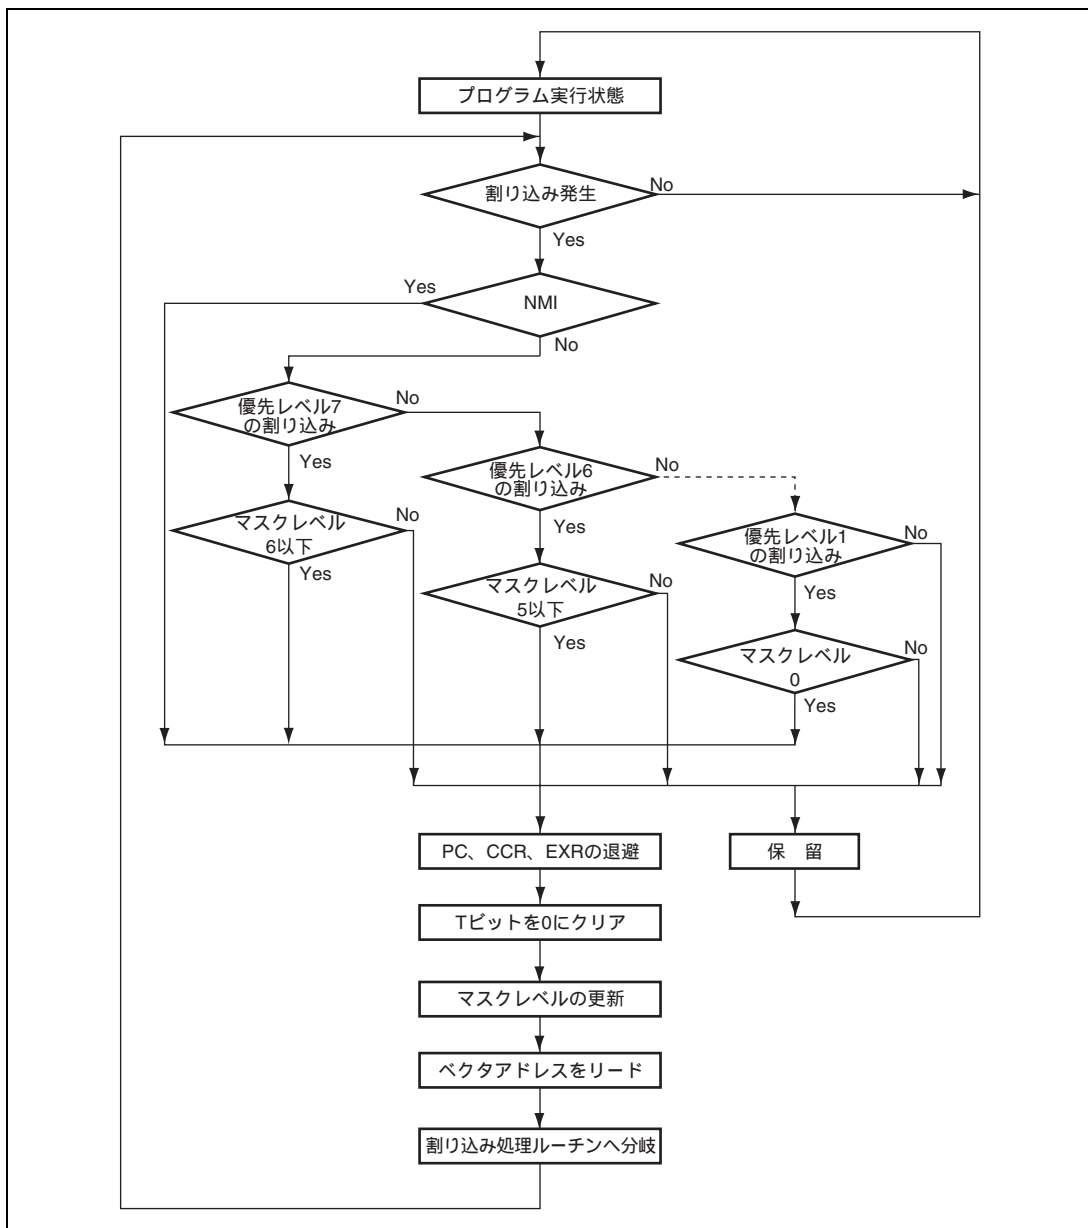 プログラム実行状態
割り込み発生
No
Yes
Yes
NMI
No
優先レベル7
の割り込み
No
Yes
優先レベル6
の割り込み
No
Yes
マスクレベル
6以下
No
Yes
優先レベル1
の割り込み
No
Yes
マスクレベル
5以下
No
Yes
マスクレベル
0
No
Yes
PC、CCR、EXRの退避
保 留
Tビットを0にクリア
マスクレベルの更新
ベクタアドレスをリード
割り込み処理ルーチンへ分岐